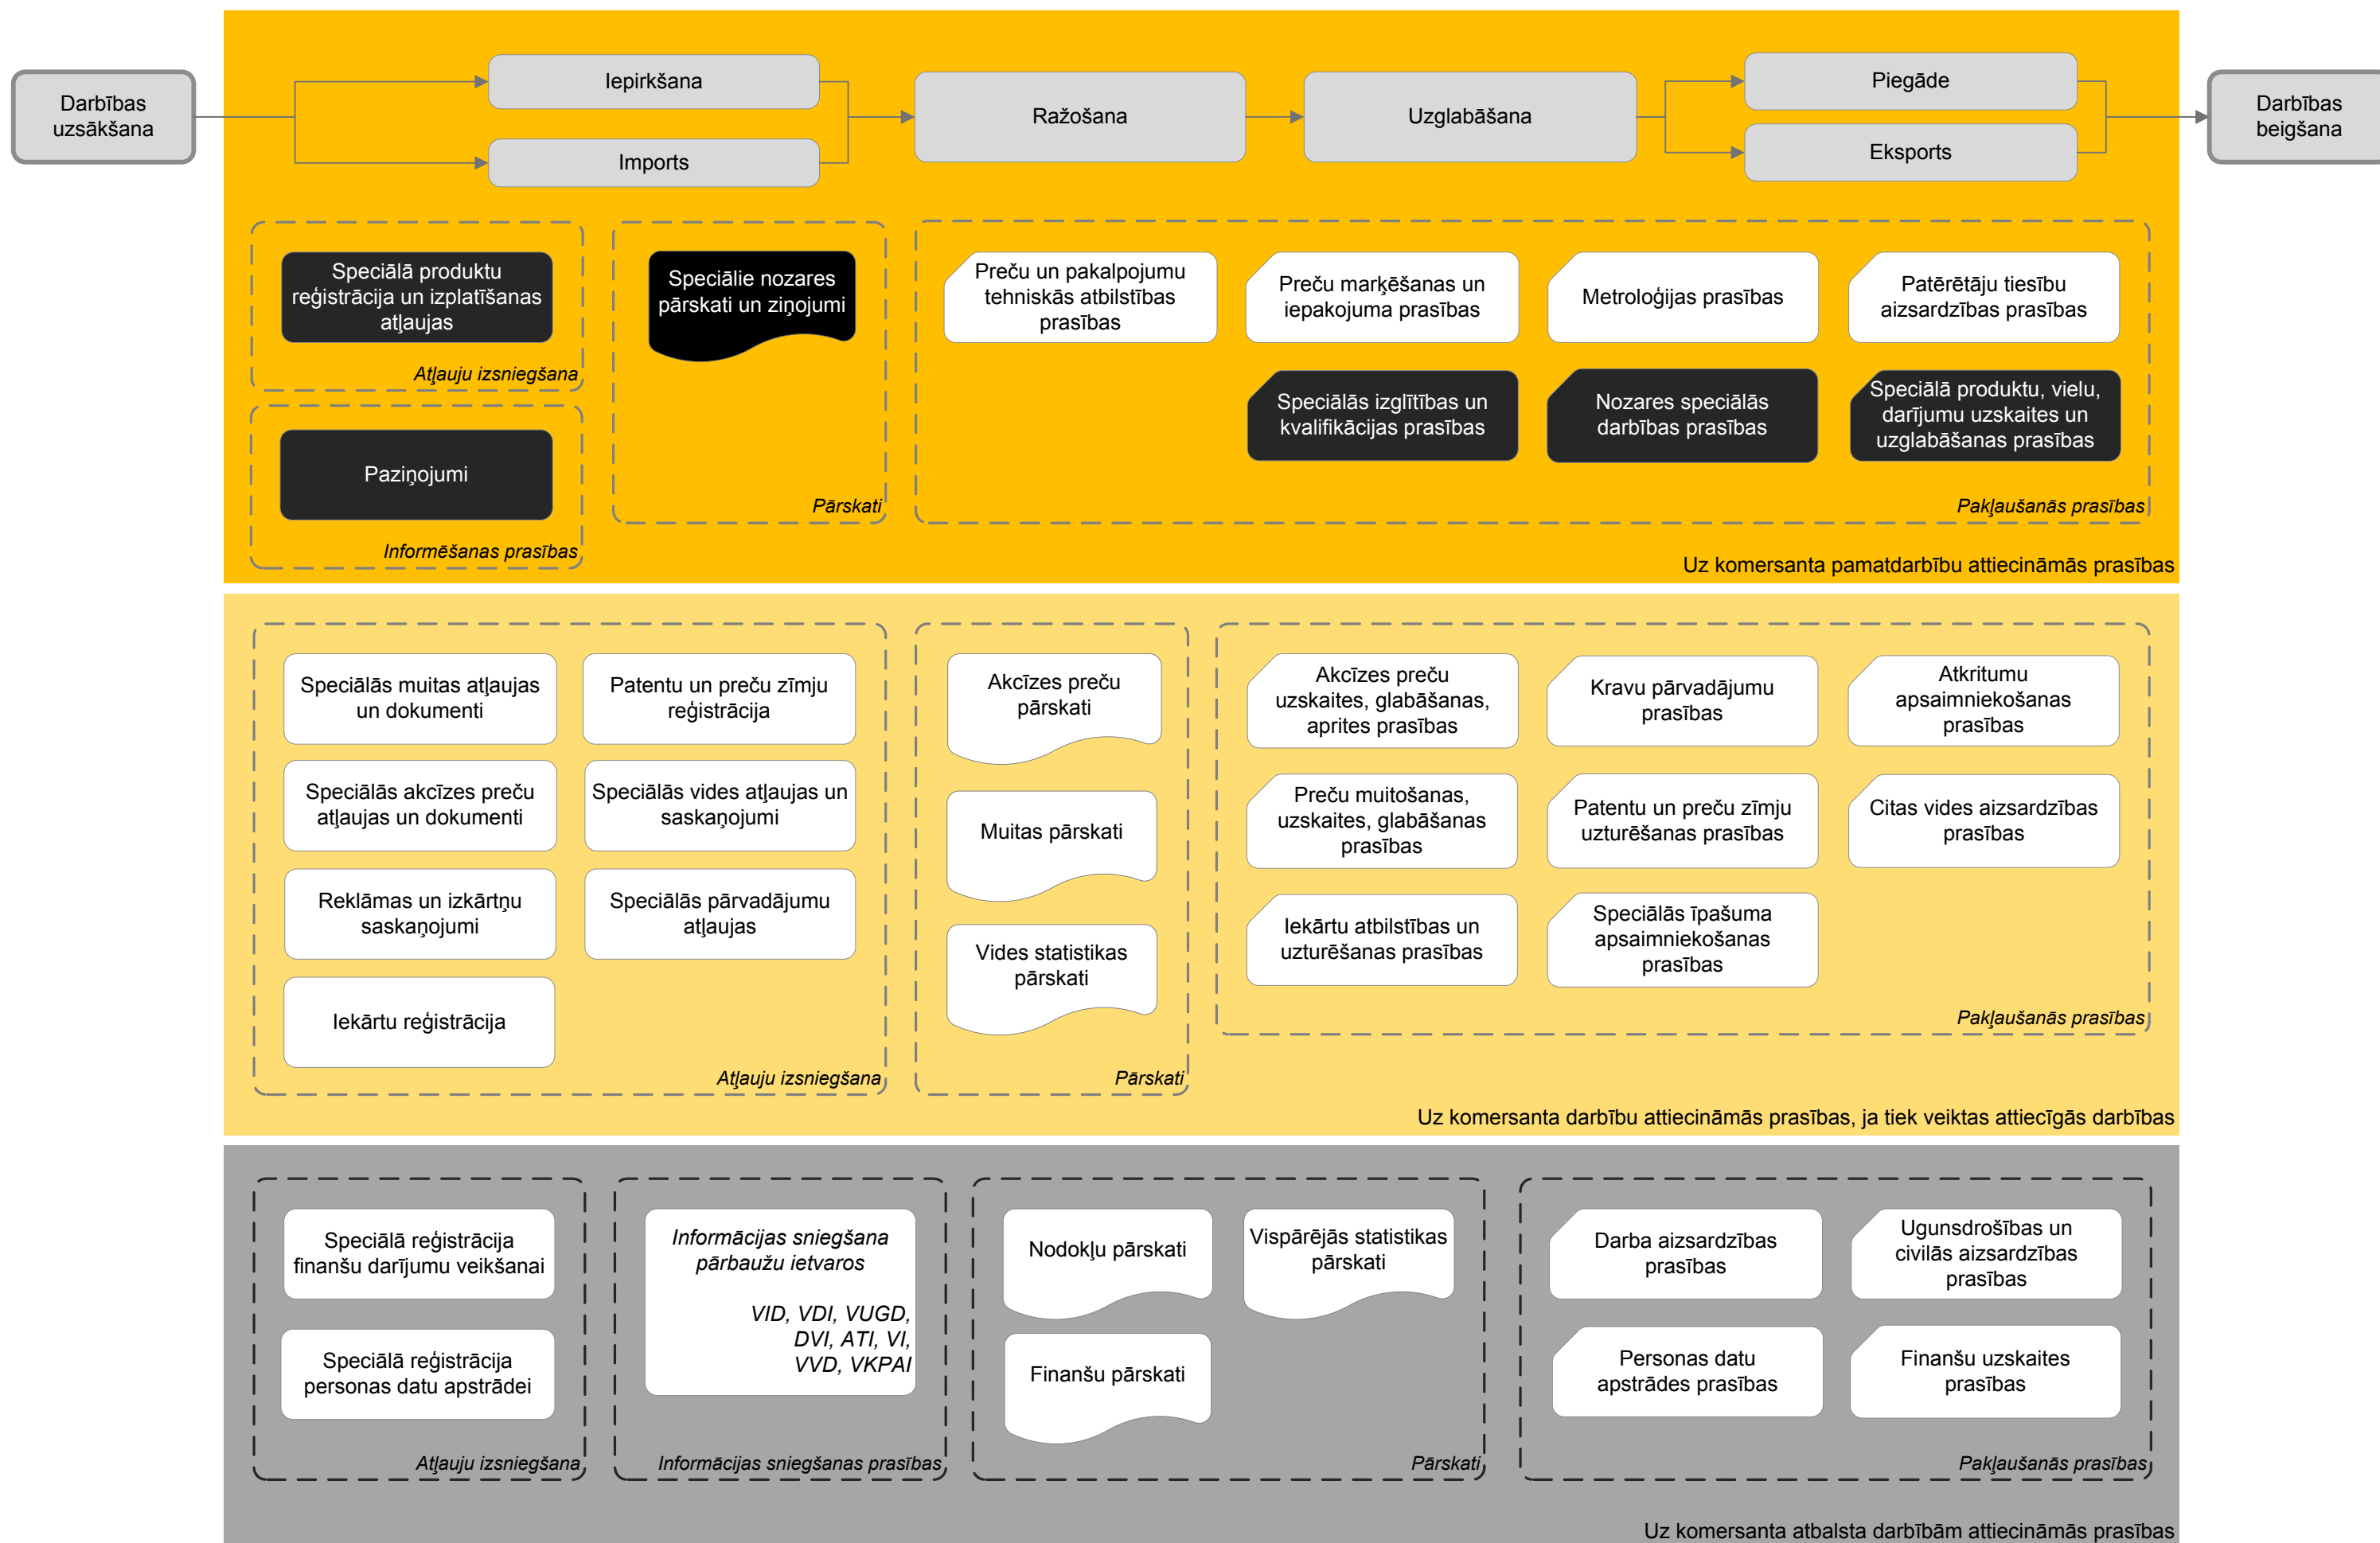 Darbības
uzsākšana
Iepirkšana
Imports
Ražošana
Uzglabāšana
Piegāde
Eksports
Darbības
beigšana
Speciālā produktu
reģistrācija un izplatīšanas
atļaujas
Atļauju izsniegšana
Paziņojumi
Informēšanas prasības
Speciālie nozares
pārskati un ziņojumi
Pārskati
Preču un pakalpojumu
tehniskās atbilstības
prasības
Preču marķēšanas un
iepakojuma prasības
Metroloģijas prasības
Patērētāju tiesību
aizsardzības prasības
Speciālās izglītības un
kvalifikācijas prasības
Nozares speciālās
darbības prasības
Speciālā produktu, vielu,
darījumu uzskaites un
uzglabāšanas prasības
Pakļaušanās prasības
Uz komersanta pamatdarbību attiecināmās prasības
Speciālās muitas atļaujas
un dokumenti
Patentu un preču zīmju
reģistrācija
Speciālās akcīzes preču
atļaujas un dokumenti
Speciālās vides atļaujas un
saskaņojumi
Reklāmas un izkārtņu
saskaņojumi
Speciālās pārvadājumu
atļaujas
Iekārtu reģistrācija
Atļauju izsniegšana
Akcīzes preču
pārskati
Muitas pārskati
Vides statistikas
pārskati
Pārskati
Akcīzes preču
uzskaites, glabāšanas,
aprites prasības
Kravu pārvadājumu
prasības
Atkritumu
apsaimniekošanas
prasības
Preču muitošanas,
uzskaites, glabāšanas
prasības
Patentu un preču zīmju
uzturēšanas prasības
Citas vides aizsardzības
prasības
Iekārtu atbilstības un
uzturēšanas prasības
Speciālās īpašuma
apsaimniekošanas
prasības
Pakļaušanās prasības
Uz komersanta darbību attiecināmās prasības, ja tiek veiktas attiecīgās darbības
Speciālā reģistrācija
finanšu darījumu veikšanai
Speciālā reģistrācija
personas datu apstrādei
Atļauju izsniegšana
Informācijas sniegšana
pārbaužu ietvaros
VID, VDI, VUGD,
DVI, ATI, VI,
VVD, VKPAI
Informācijas sniegšanas prasības
Nodokļu pārskati
Vispārējās statistikas
pārskati
Finanšu pārskati
Pārskati
Darba aizsardzības
prasības
Ugunsdrošības un
civilās aizsardzības
prasības
Personas datu
apstrādes prasības
Finanšu uzskaites
prasības
Pakļaušanās prasības
Uz komersanta atbalsta darbībām attiecināmās prasības